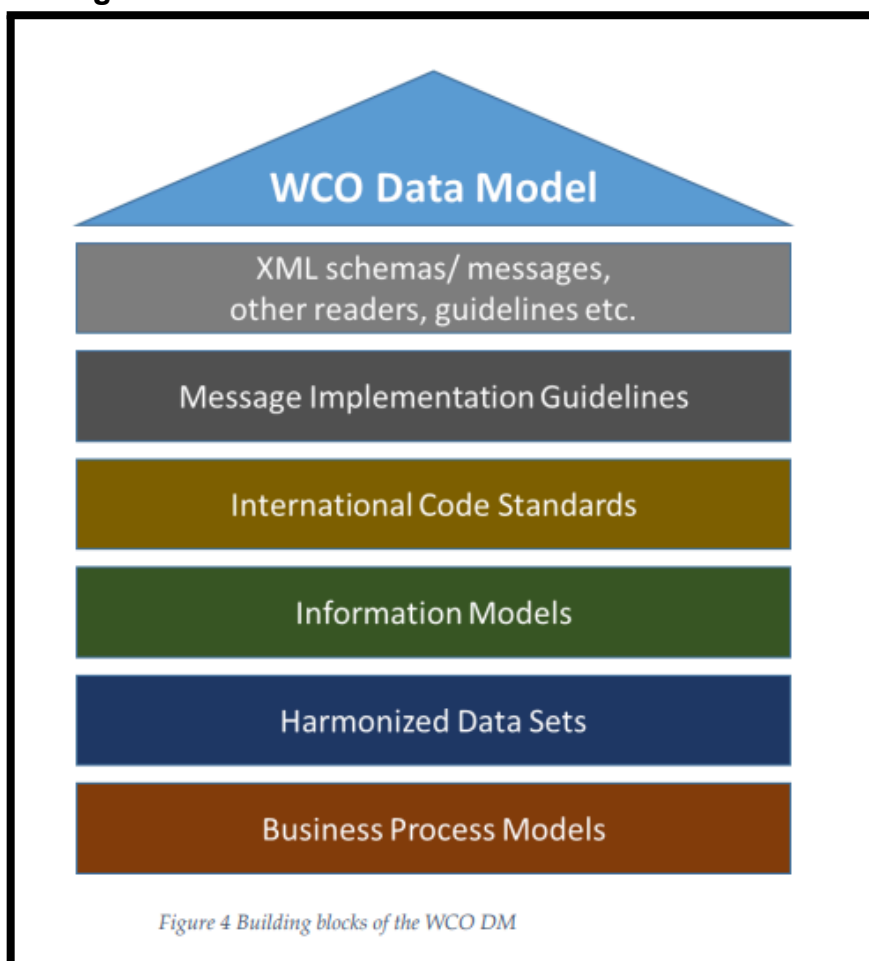 WCO Data Model
XML schemas/ messages,
other readers, guidelines etc.
Message Implementation Guidelines
International Code Standards
Information Models
Harmonized Data Sets
Business Process Models
Figure 4 Building blocks of the WCO DM